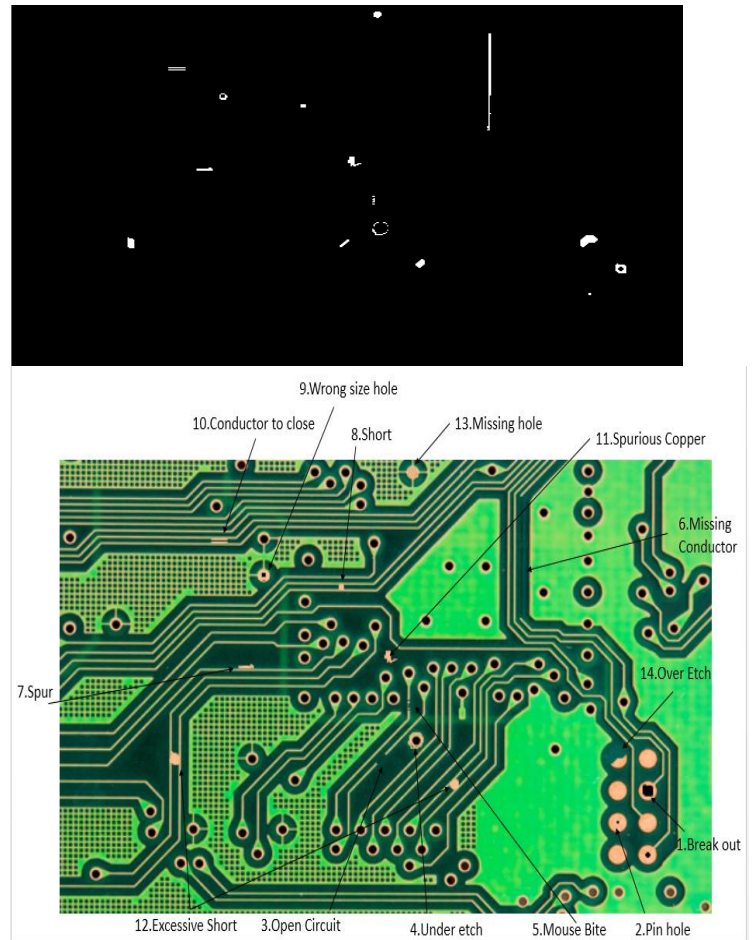 9.Wrong size hole
10.Conductor to close
8.Short
13.Missing hole
11.Spurious Copper
6.Missing
Conductor
7.Spur
14.Over Etch
1.Break out
12.Excessive Short
3.Open Circuit
4.Under etch
5.Mouse Bite
2.Pin hole